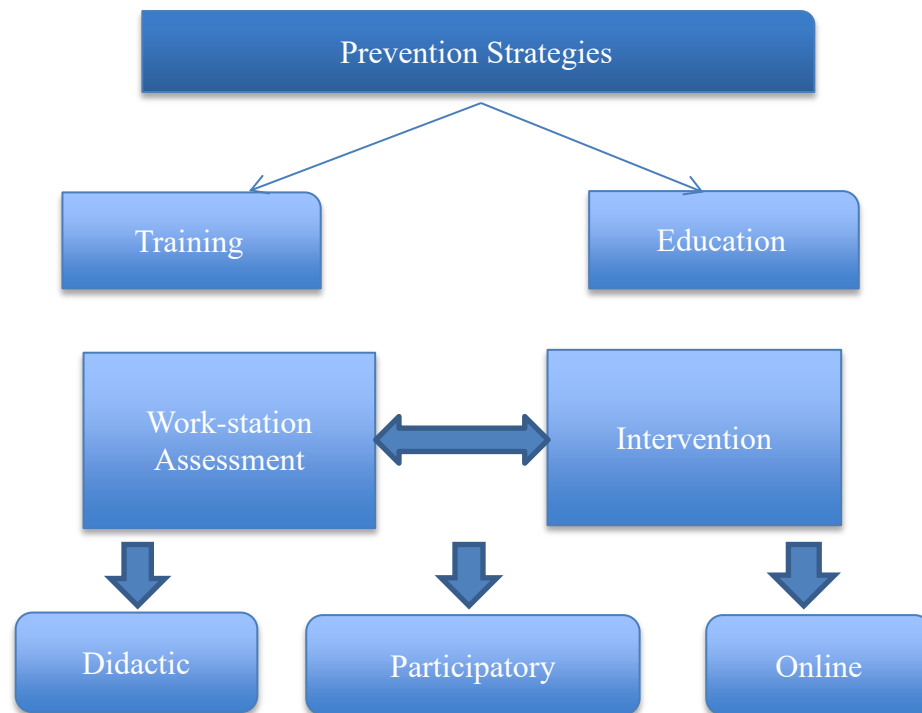 Prevention Strategies
Training
Education
Work-station
Assessment
Intervention
Didactic
Participatory
Online